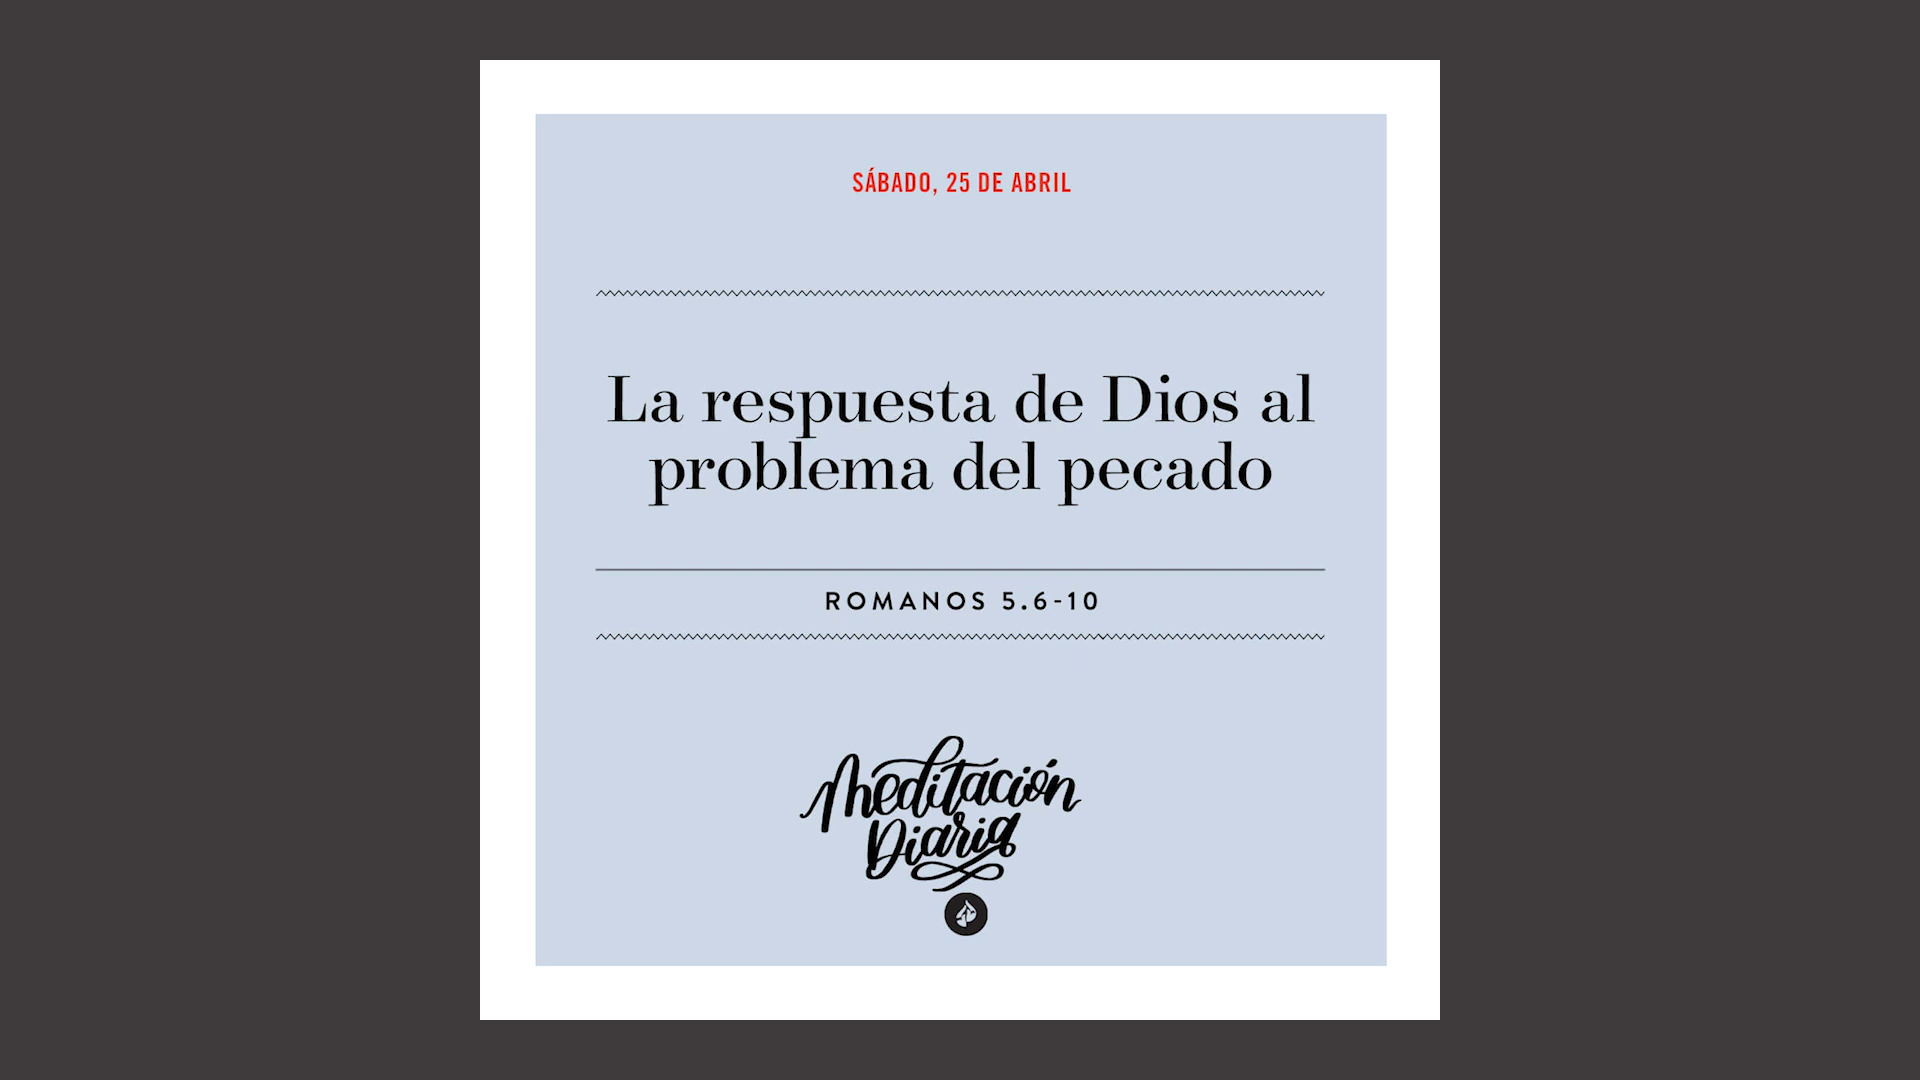 SÁBADO, 25 DE ABRIL
La respuesta de Dios al
problema del pecado
ROMANOS 5.6-10
Meditación
Diaria